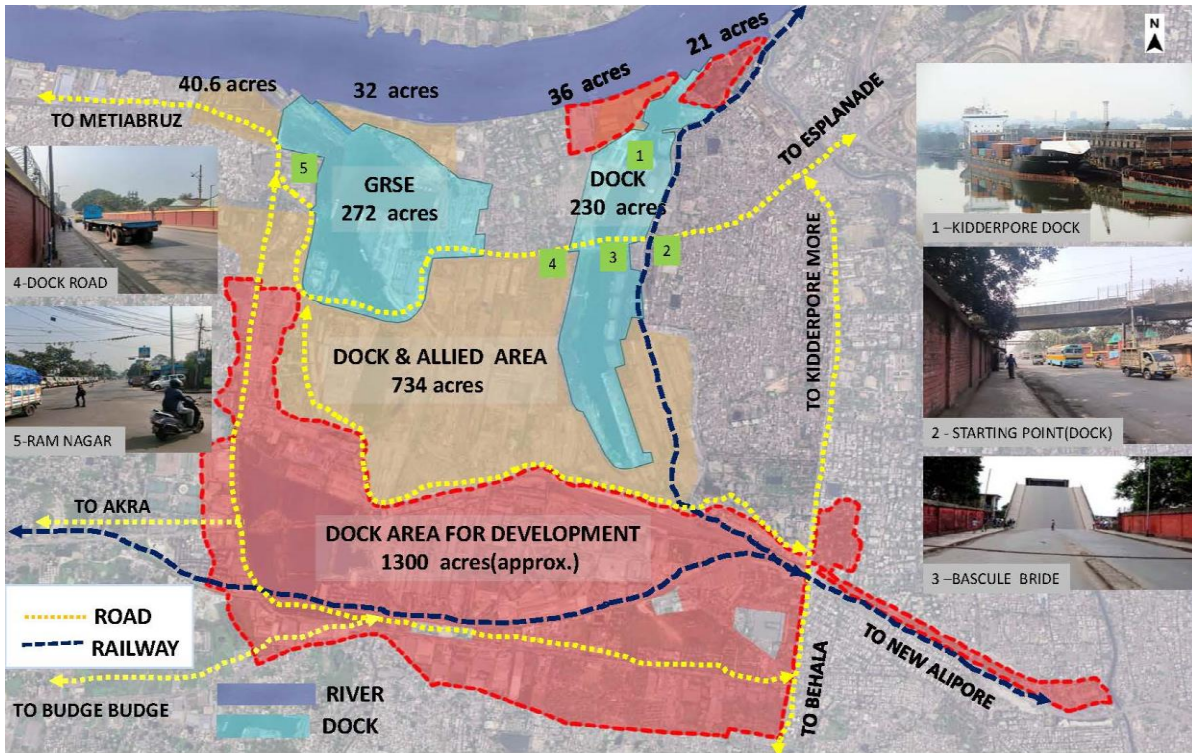 N
21 acres
36 acres
40.6 acres
32 acres
TO METIABRUZ
TO ESPLANADE
1
5
GRSE
272 acres
DOCK
230 acres
1 –KIDDERPORE DOCK
4
3
2
4-DOCK ROAD
TO KIDDERPORE MORE
DOCK & ALLIED AREA
734 acres
5-RAM NAGAR
2 - STARTING POINT(DOCK)
TO AKRA
DOCK AREA FOR DEVELOPMENT
1300 acres(approx.)
3 –BASCULE BRIDE
ROAD
RAILWAY
TO NEW ALIPORE
TO BEHALA
RIVER
TO BUDGE BUDGE
DOCK